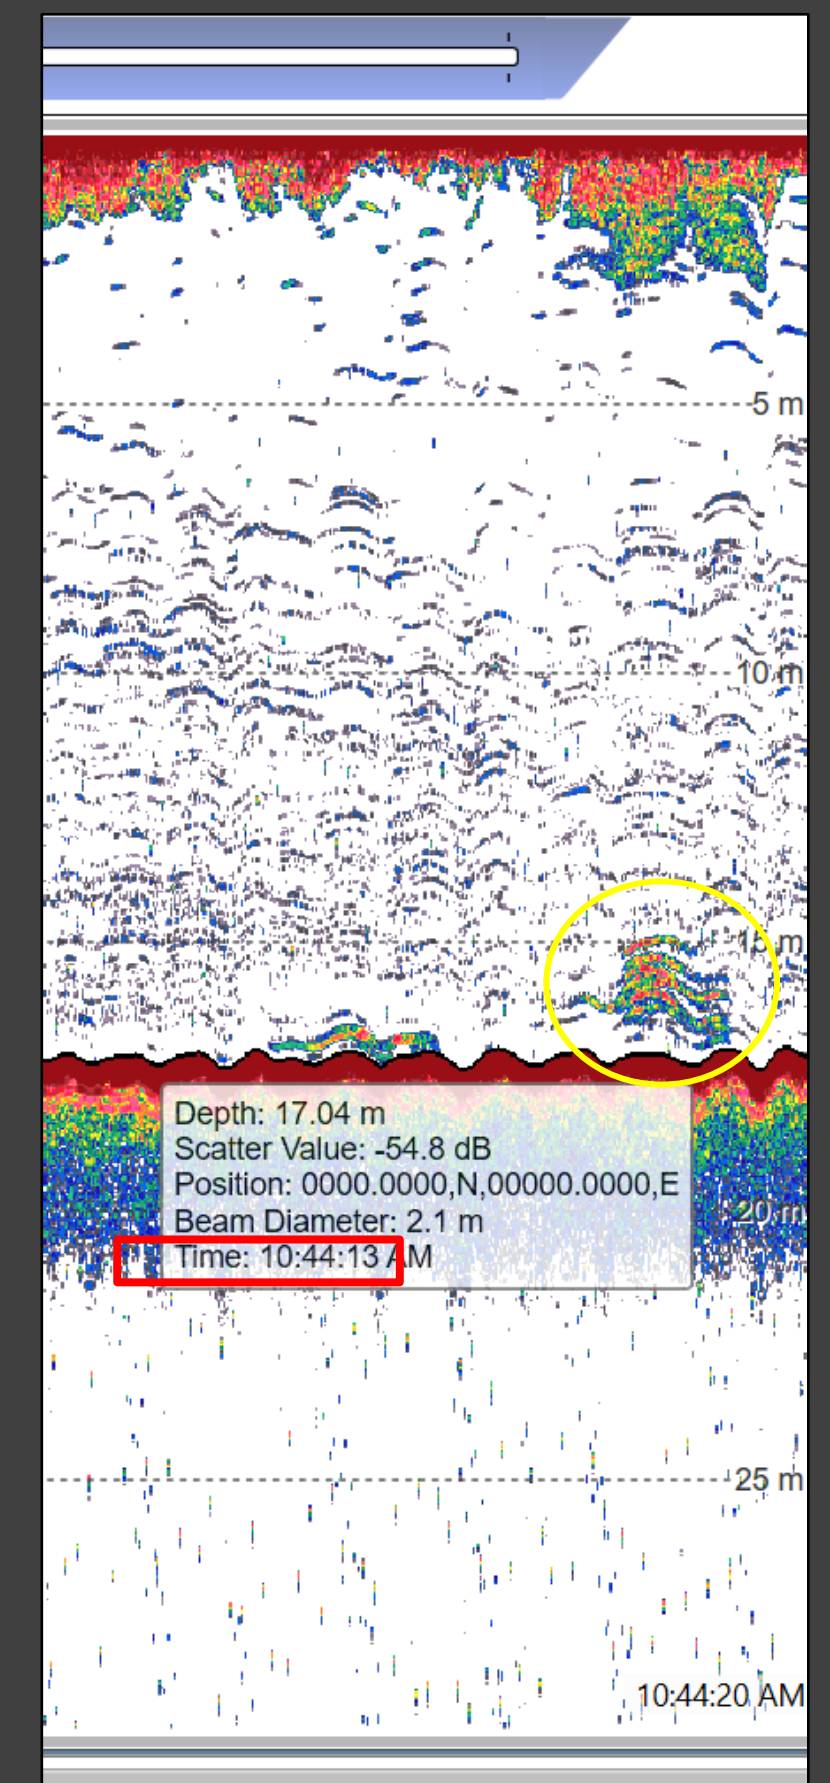 5 m
10 m
15 m
Depth: 17.04 m
Scatter Value: -54.8 dB
Position: 0000.0000,N,00000.0000,E
Beam Diameter: 2.1 m
20 m
Time: 10:44:13 AM
25 m
10:44:20 AM